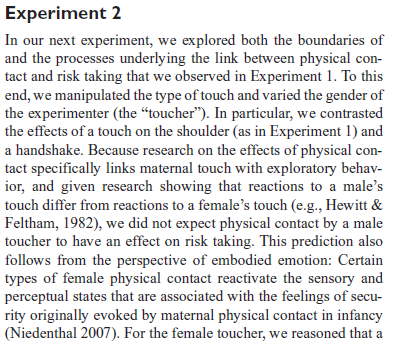 Experiment 2
In our next experiment, we explored both the boundaries of
and the processes underlying the link between physical con-
tact and risk taking that we observed in Experiment 1. To this
end, we manipulated the type of touch and varied the gender of
the experimenter (the “toucher”). In particular, we contrasted
the effects of a touch on the shoulder (as in Experiment 1) and
a handshake. Because research on the effects of physical con-
tact specifically links maternal touch with exploratory behav-
ior, and given research showing that reactions to a male’s
touch differ from reactions to a female’s touch (e.g., Hewitt &
Feltham, 1982), we did not expect physical contact by a male
toucher to have an effect on risk taking. This prediction also
follows from the perspective of embodied emotion: Certain
types of female physical contact reactivate the sensory and
perceptual states that are associated with the feelings of secu-
rity originally evoked by maternal physical contact in infancy
(Niedenthal 2007). For the female toucher, we reasoned that a